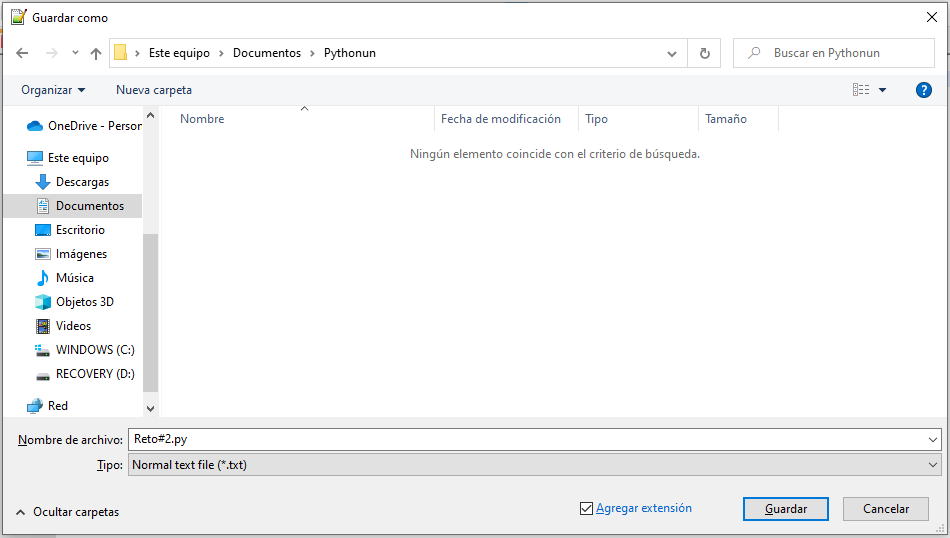 Guardar como
Este equipo Documentos Pythonun
Buscar en Pythonun
Organizar Nueva carpeta
?
OneDrive - Person
Este equipo
Descargas
Documentos
Escritorio
Imágenes
Música
Objetos 3D
Videos
WINDOWS (C:)
RECOVERY (D:)
Red
Nombre Fecha de modificación Tipo Tamaño
Ningún elemento coincide con el criterio de búsqueda.
Nombre de archivo: Reto#2.py
Tipo: Normal text file (*.txt)
Ocultar carpetas
Agregar extensión
Guardar
Cancelar